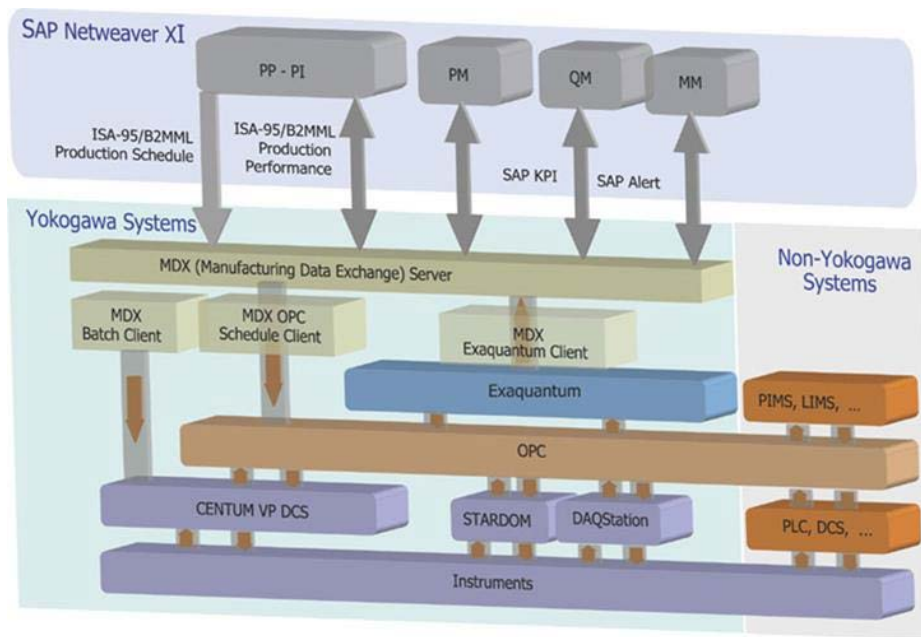 SAP Netweaver XI
PP - PI
PM
QM
MM
ISA-95/B2MML
Production Schedule
ISA-95/B2MML
Production
Performance
SAP KPI
SAP Alert
Yokogawa Systems
MDX (Manufacturing Data Exchange) Server
Non-Yokogawa
Systems
MDX
Batch Client
MDX OPC
Schedule Client
MDX
Exaquantum Client
Exaquantum
PIMS, LIMS, ...
OPC
CENTUM VP DCS
STARDOM
DAQStation
PLC, DCS, ...
Instruments